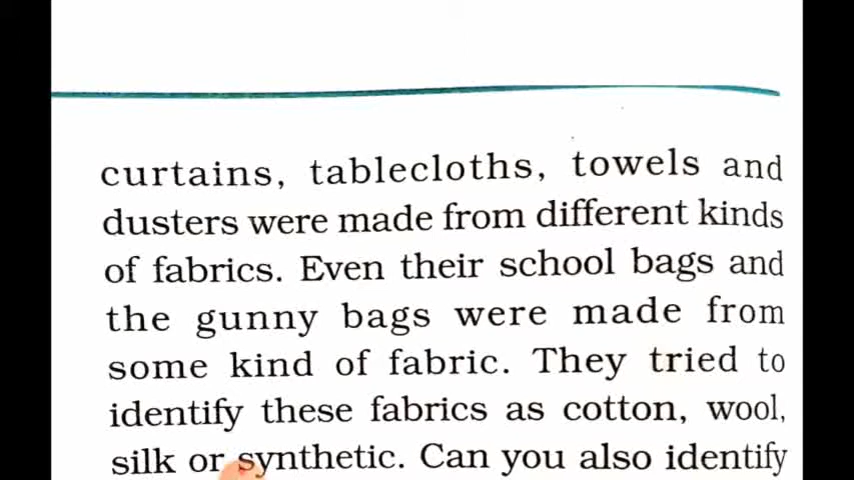 curtains, tablecloths, towels and
dusters were made from different kinds
of fabrics. Even their school bags and
the gunny bags were made from
some kind of fabric. They tried to
identify these fabrics as cotton, wool,
silk or synthetic. Can you also identify